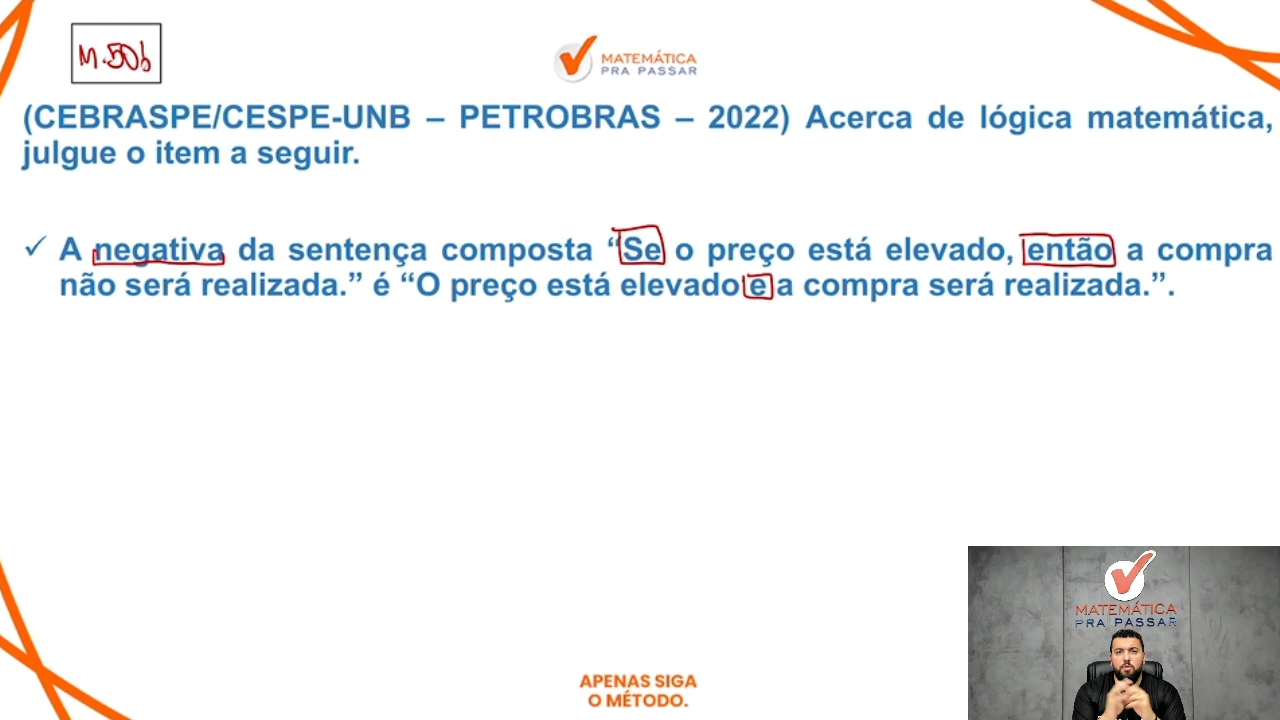 M.50b
MATEMÁTICA
PRA PASSAR
(CEBRASPE/CESPE-UNB – PETROBRAS – 2022) Acerca de lógica matemática,
julgue o item a seguir.
✓ A negativa da sentença composta “Se o preço está elevado, então a compra
não será realizada.” é “O preço está elevado e a compra será realizada.”.
MATEMÁTICA
PRA PASSAR
APENAS SIGA
O MÉTODO.